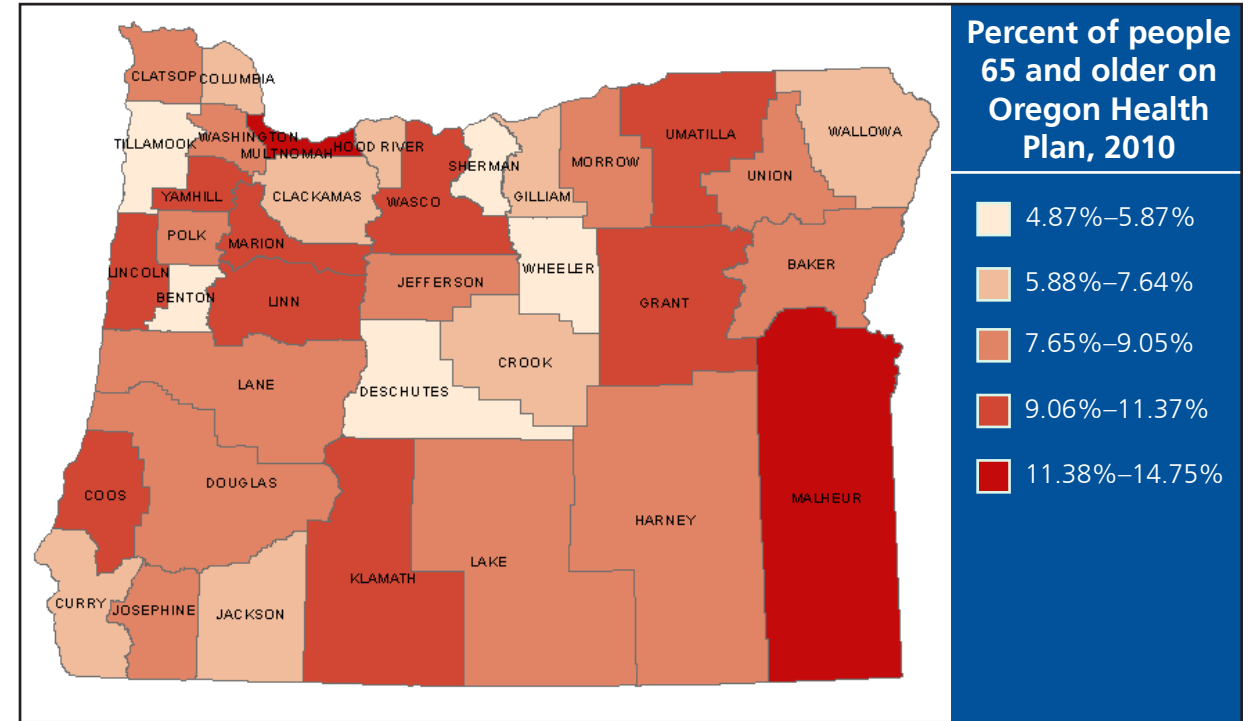 Percent of people
65 and older on
Oregon Health
Plan, 2010
4.87%–5.87%
5.88%–7.64%
7.65%–9.05%
9.06%–11.37%
11.38%–14.75%
CLATSOP
COLUMBIA
TILLAMOOK
WASHINGTON
MULTNOMAH
HOOD RIVER
SHERMAN
UMATILLA
WALLOWA
MORROW
UNION
YAMHILL
CLACKAMAS
WASCO
GILLIAM
POLK
MARION
LINCOLN
BENTON
LINN
JEFFERSON
WHEELER
BAKER
GRANT
LANE
DESCHUTES
CROOK
COOS
DOUGLAS
HARNEY
MALHEUR
CURRY
JOSEPHINE
JACKSON
KLAMATH
LAKE